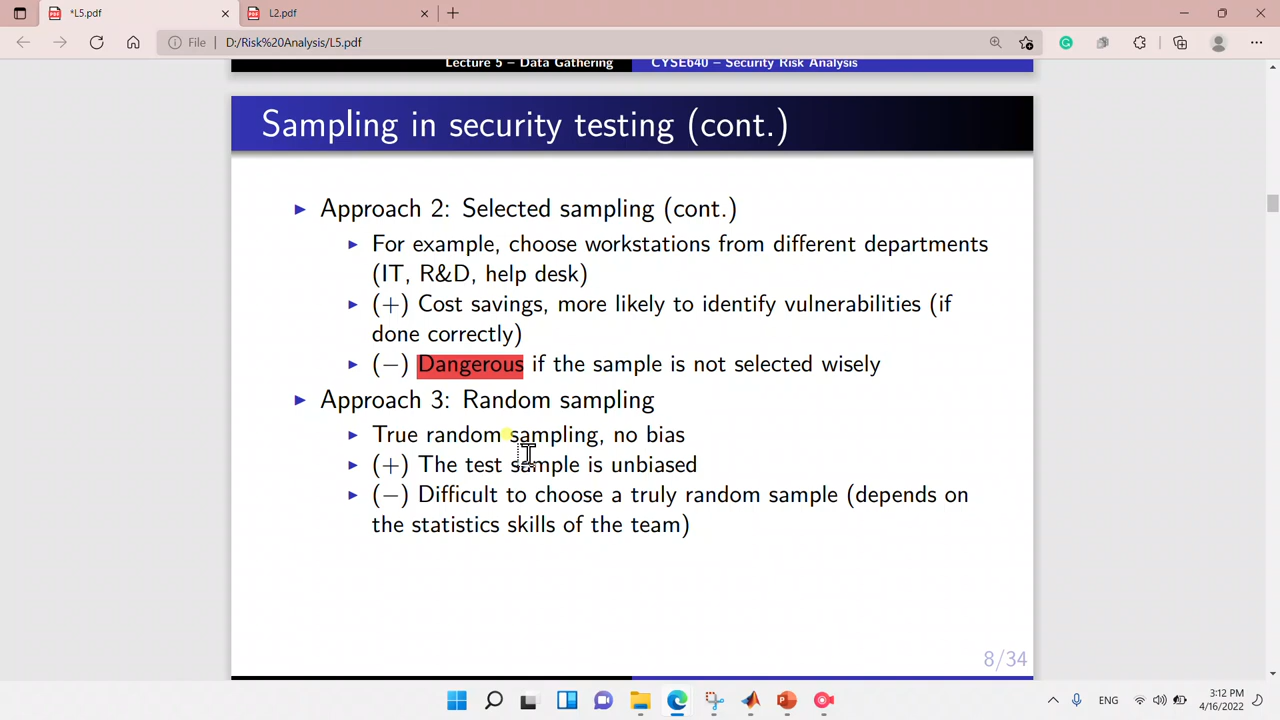 *L5.pdf
L2.pdf
File
D:/Risk%20Analysis/L5.pdf
Lecture 5 – Data Gathering
CYSE640 – Security Risk Analysis
Sampling in security testing (cont.)
Approach 2: Selected sampling (cont.)
For example, choose workstations from different departments
(IT, R&D, help desk)
(+) Cost savings, more likely to identify vulnerabilities (if
done correctly)
(−) Dangerous if the sample is not selected wisely
Approach 3: Random sampling
True random sampling, no bias
(+) The test sample is unbiased
(−) Difficult to choose a truly random sample (depends on
the statistics skills of the team)
8/34
ENG
3:12 PM
4/16/2022